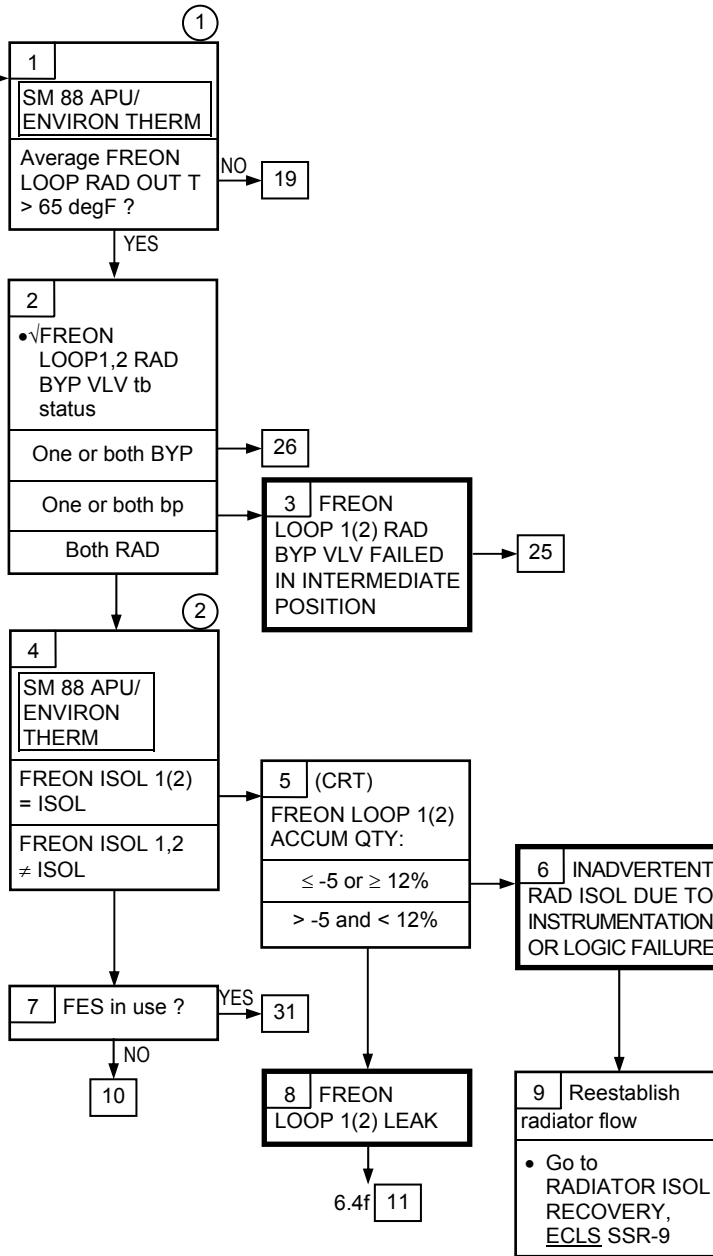 1
1
SM 88 APU/
ENVIRON THERM
Average FREON
LOOP RAD OUT T
> 65 degF ?
NO
19
YES
2
•√FREON
LOOP1,2 RAD
BYP VLV tb
status
One or both BYP
26
One or both bp
Both RAD
3 FREON
LOOP 1(2) RAD
BYP VLV FAILED
IN INTERMEDIATE
POSITION
25
2
4
SM 88 APU/
ENVIRON
THERM
FREON ISOL 1(2)
= ISOL
FREON ISOL 1,2
≠ ISOL
5 (CRT)
FREON LOOP 1(2)
ACCUM QTY:
≤ -5 or ≥ 12%
> -5 and < 12%
6 INADVERTENT
RAD ISOL DUE TO
INSTRUMENTATION
OR LOGIC FAILURE
7 FES in use ?
YES
31
NO
10
8 FREON
LOOP 1(2) LEAK
6.4f 11
9 Reestablish
radiator flow
• Go to
RADIATOR ISOL
RECOVERY,
ECLS SSR-9